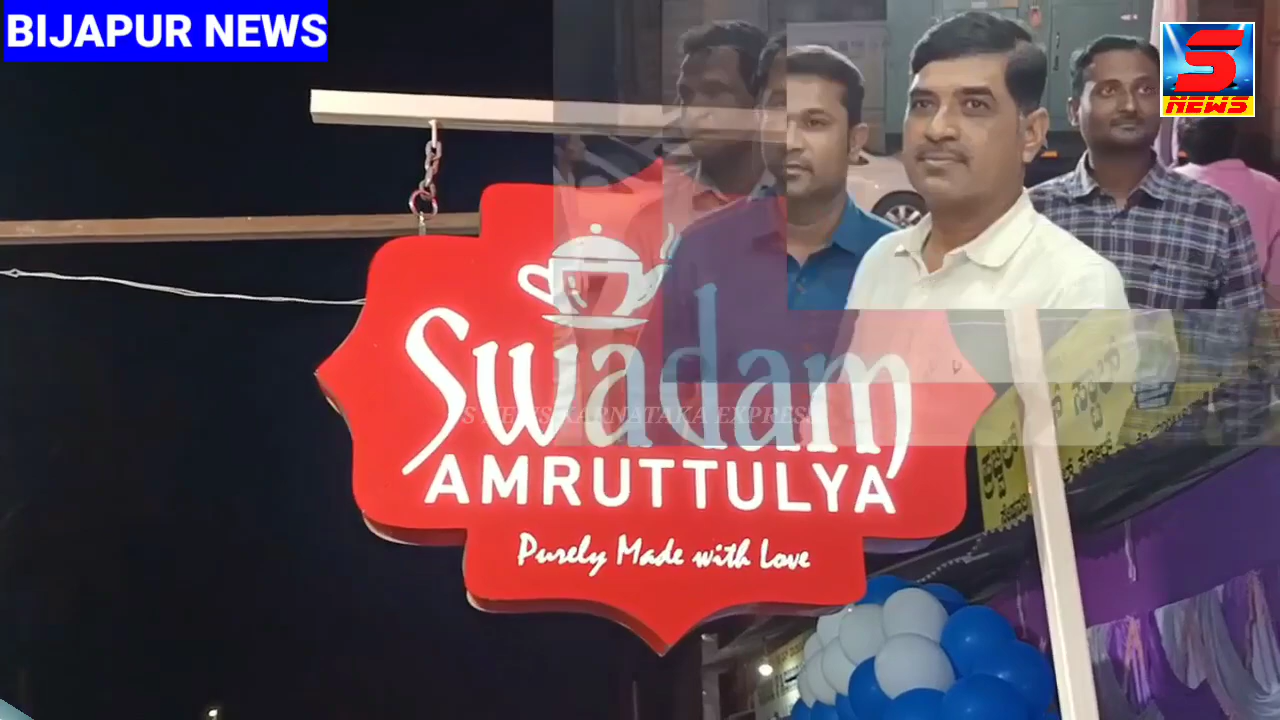 BIJAPUR NEWS
S
NEWS
Swadam
S NEWS KARNATAKA EXPRESS
AMRUTTULYA
Purely Made with Love